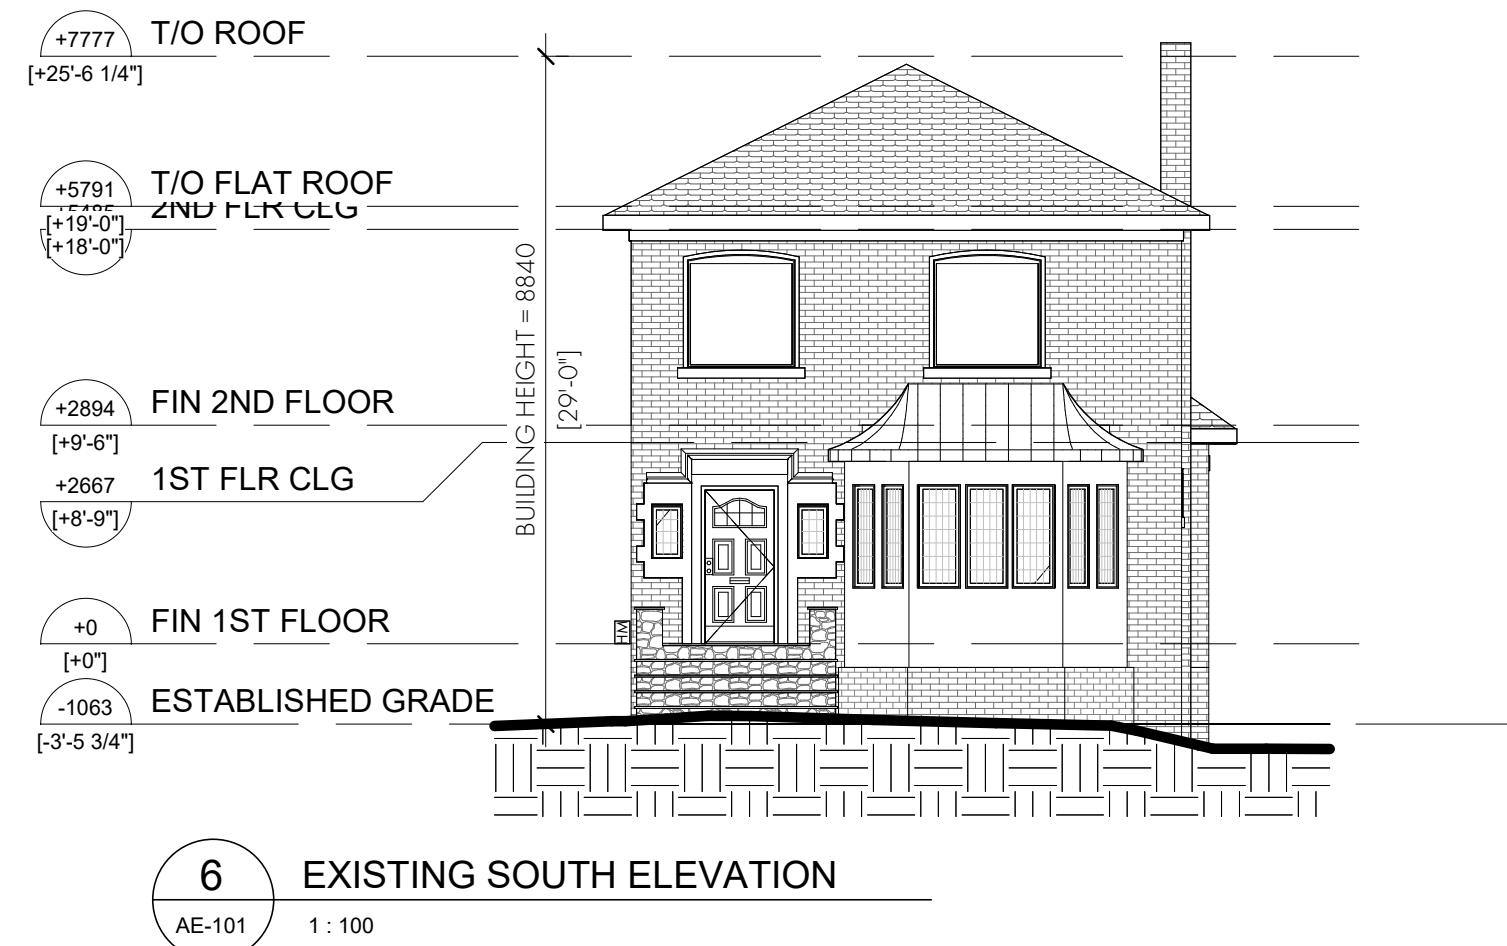 +7777 T/O ROOF
[+25'-6 1/4"]
+5791 T/O FLAT ROOF
+5485 2ND FLR CLG
[+19'-0"]
[+18'-0"]
BUILDING HEIGHT = 8840
[29'-0"]
+2894 FIN 2ND FLOOR
[+9'-6"]
+2667 1ST FLR CLG
[+8'-9"]
+0 FIN 1ST FLOOR
[+0"]
HM
-1063 ESTABLISHED GRADE
[-3'-5 3/4"]
6 EXISTING SOUTH ELEVATION
AE-101 1 : 100